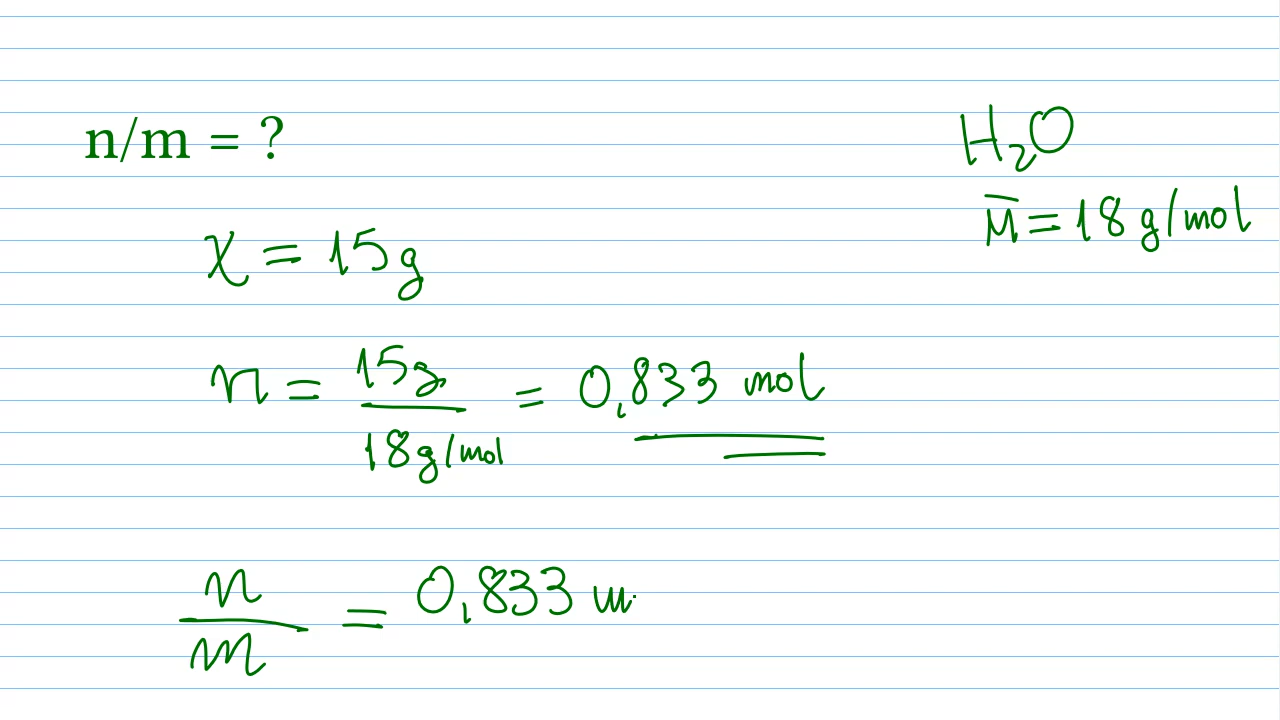 n/m = ?
H₂O
M̅ = 18 g/mol
χ = 15g
n = 15g / 18g/mol = 0,833 mol
n/m = 0,833 m